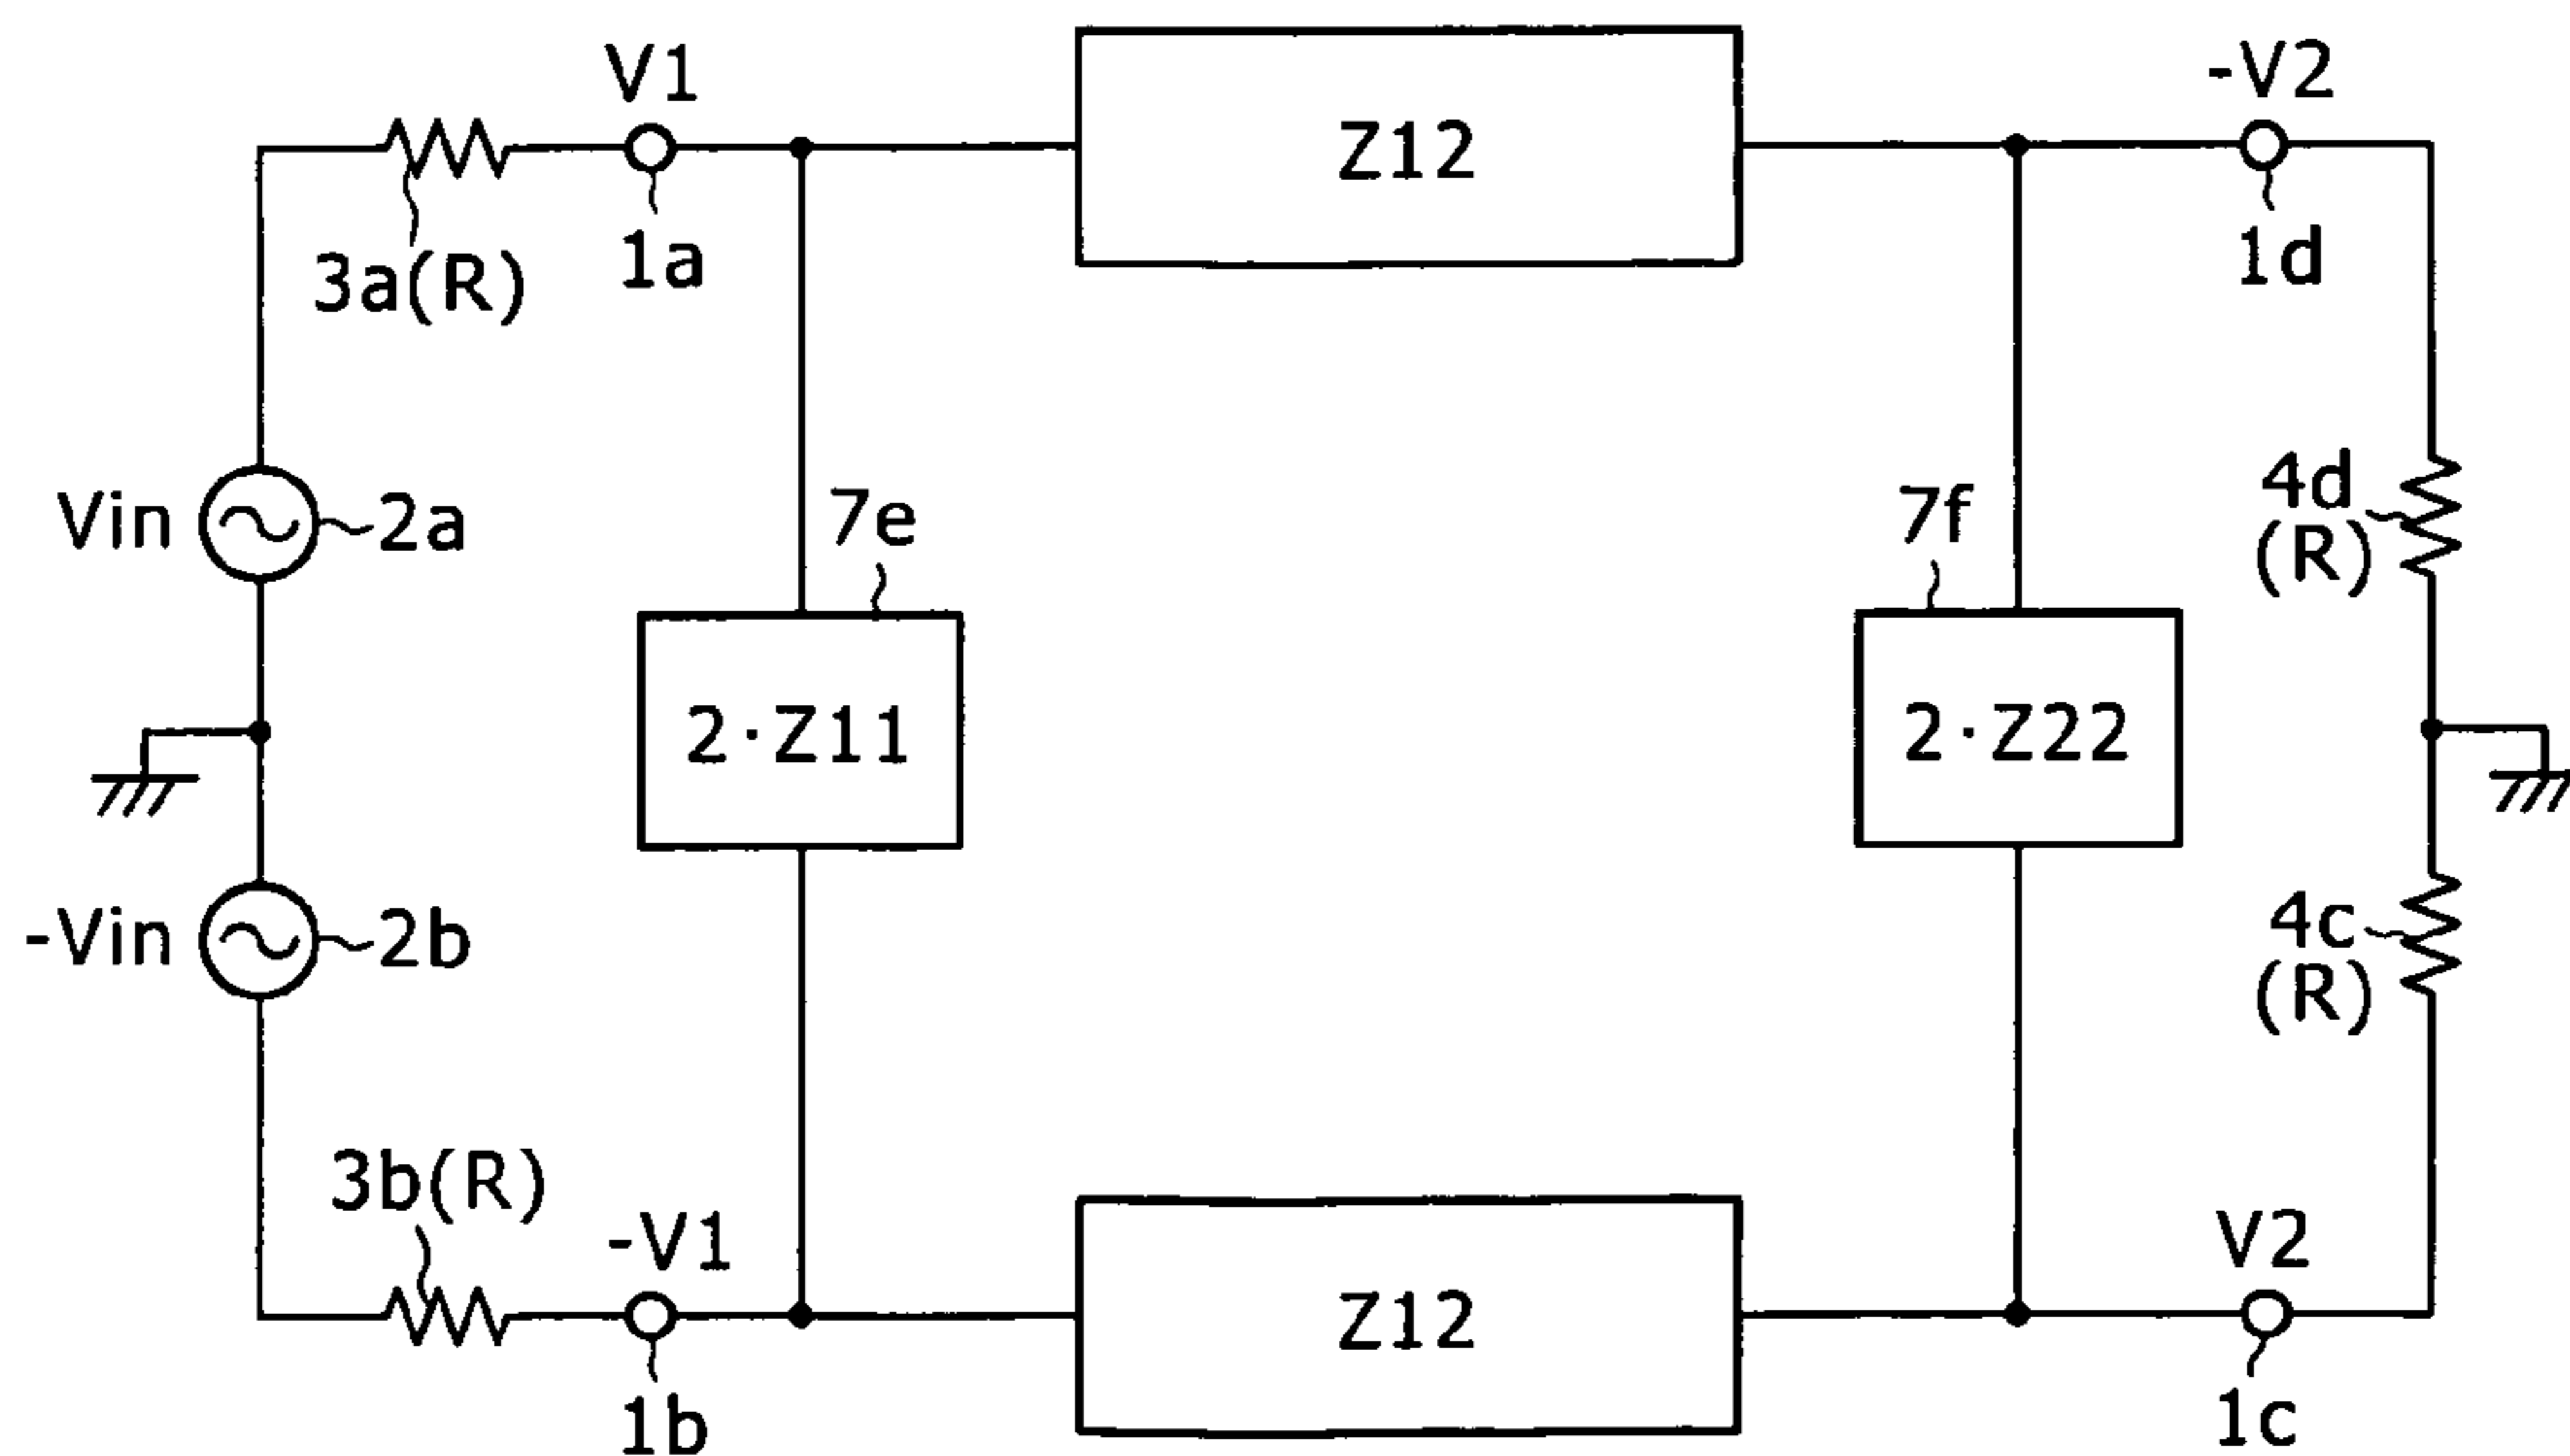 V1
-V2
Z12
3a(R)
1a
1d
Vin
2a
7e
7f
4d
(R)
2·Z11
2·Z22
-Vin
2b
4c
(R)
3b(R)
-V1
V2
Z12
1b
1c